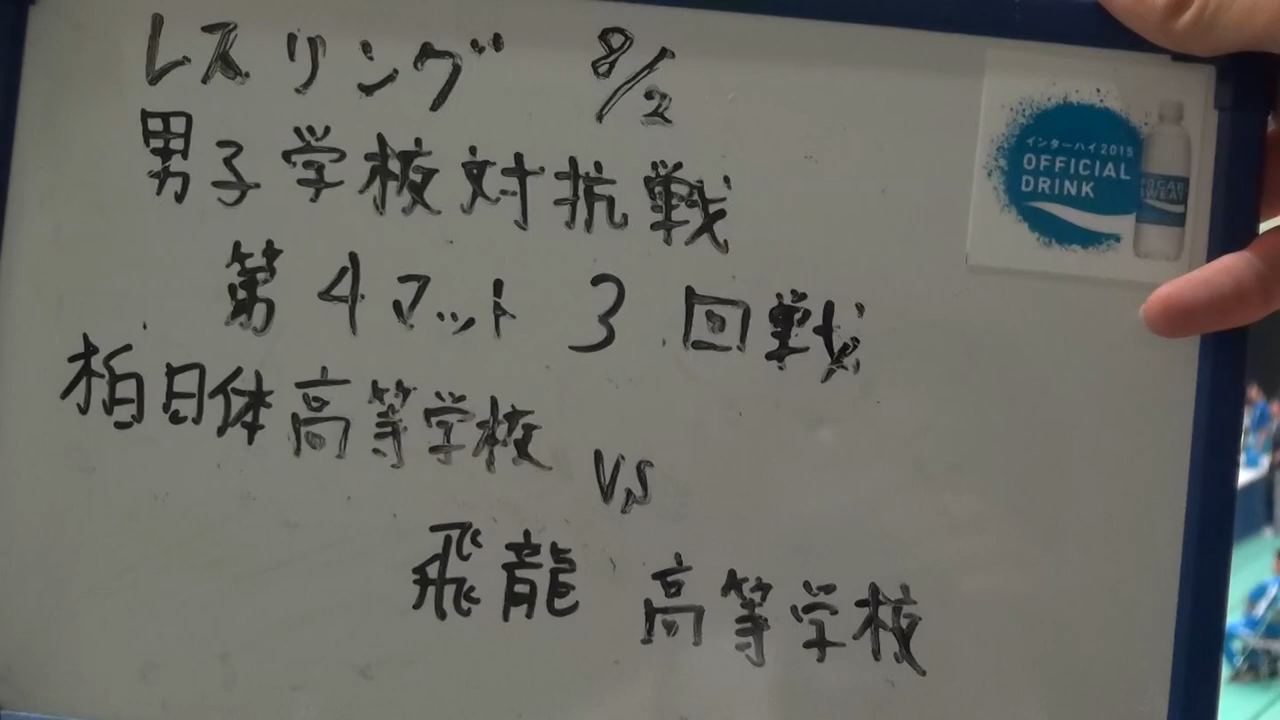 レスリング 8/2
男子学校対抗戦
第4マット 3回戦
柏日体高等学校
vs
飛龍 高等学校
インターハイ2015
OFFICIAL
DRINK